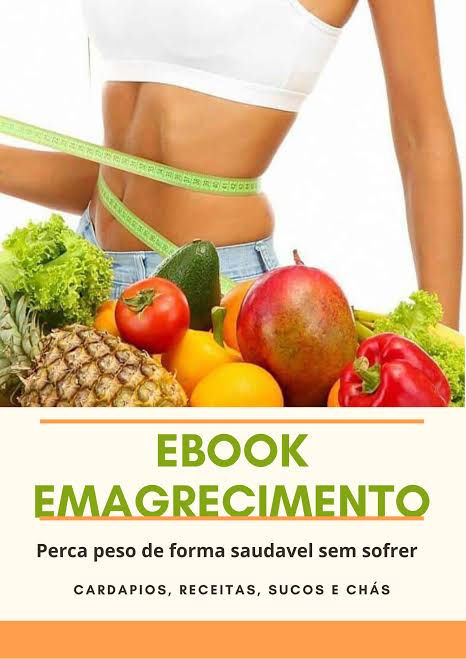 EBOOK
EMAGRECIMENTO
Perca peso de forma saudavel sem sofrer
CARDAPIOS, RECEITAS, SUCOS E CHÁS